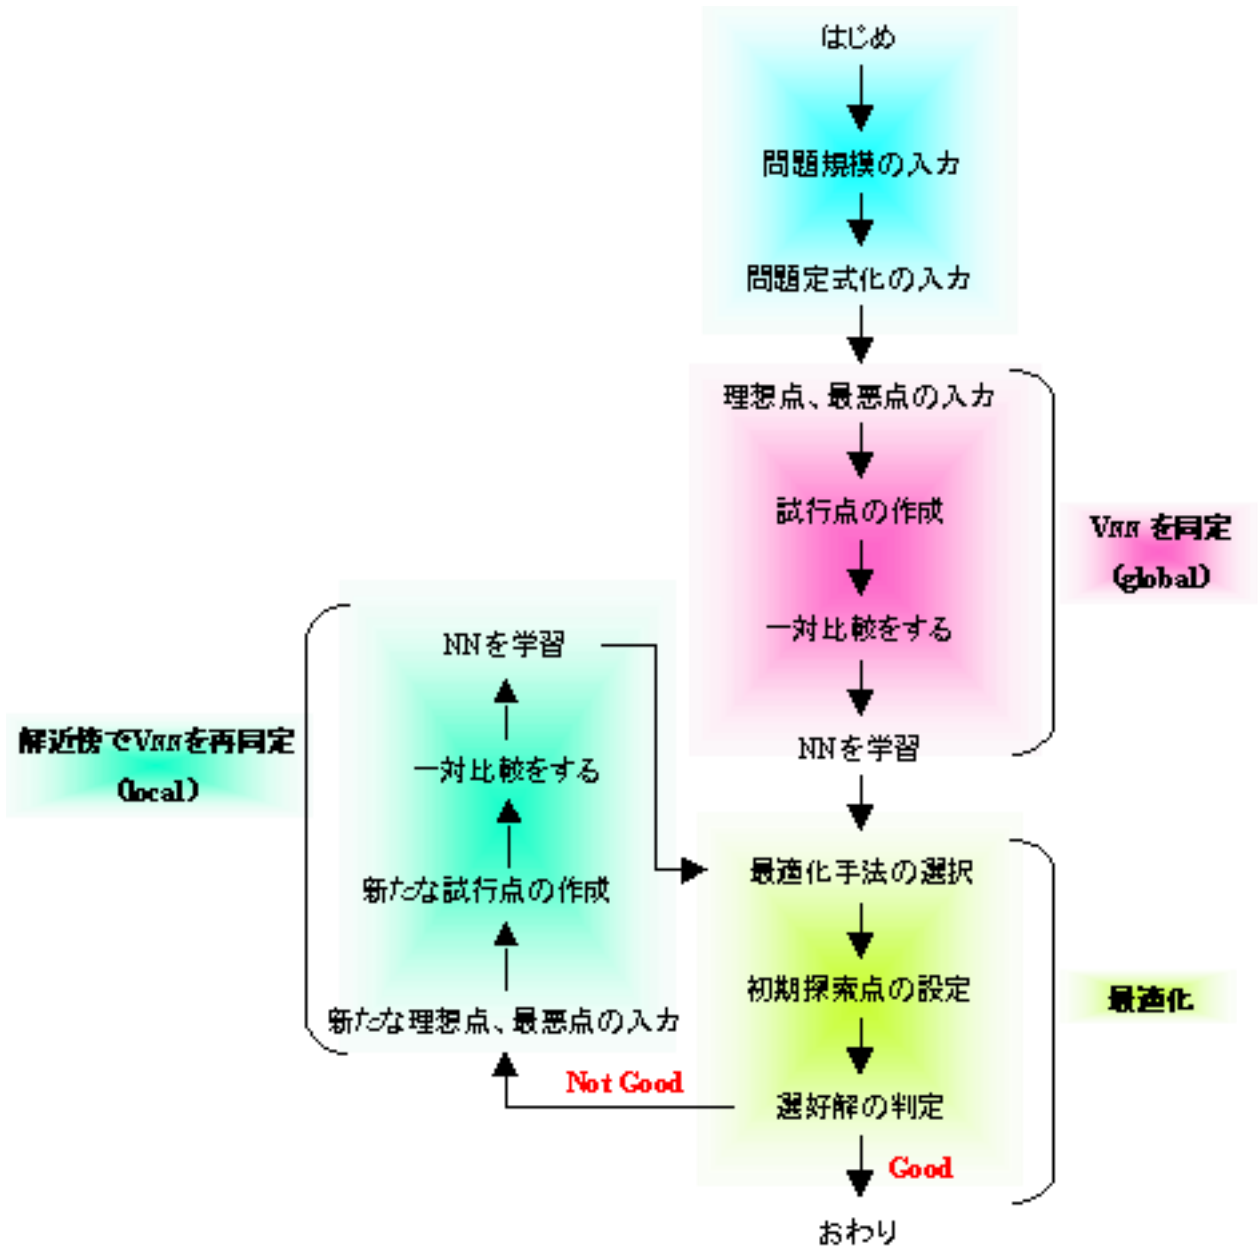 はじめ
問題規模の入力
問題定式化の入力
理想点、最悪点の入力
試行点の作成
一対比較をする
NNを学習
VNN を同定
(global)
最適化手法の選択
初期探索点の設定
選好解の判定
最適化
Good
おわり
Not Good
新たな理想点、最悪点の入力
新たな試行点の作成
一対比較をする
NNを学習
解近傍でVNNを再同定
(local)